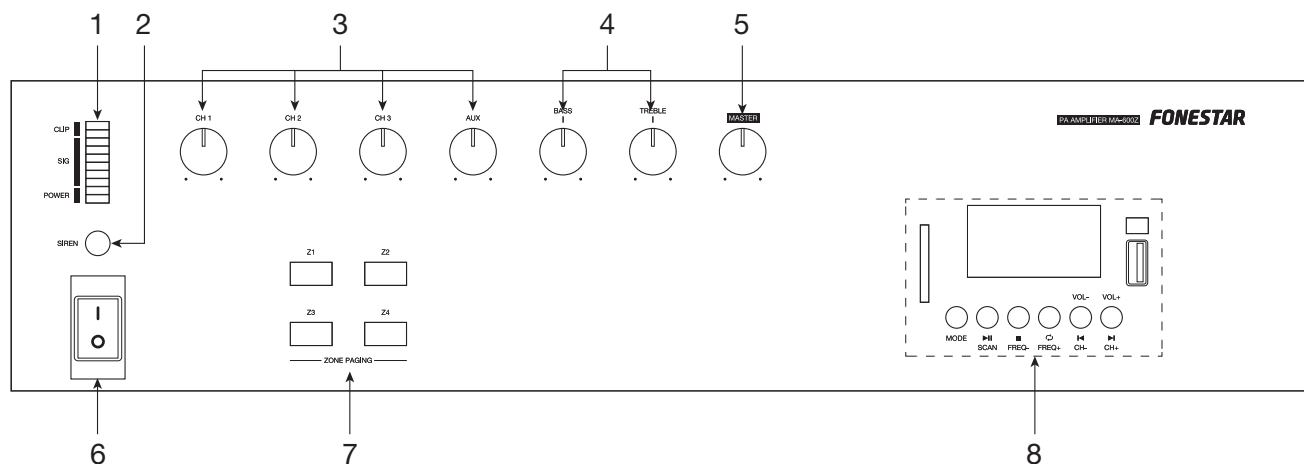 1 2 3 4 5
CH 1 CH 2 CH 3 AUX BASS TREBLE MASTER
PA AMPLIFIER MA-600Z FONESTAR
CLIP
SIG
POWER
SIREN
Z1 Z2
Z3 Z4
ZONE PAGING
VOL- VOL+
MODE SCAN FREQ- FREQ+ CH- CH+
6 7 8